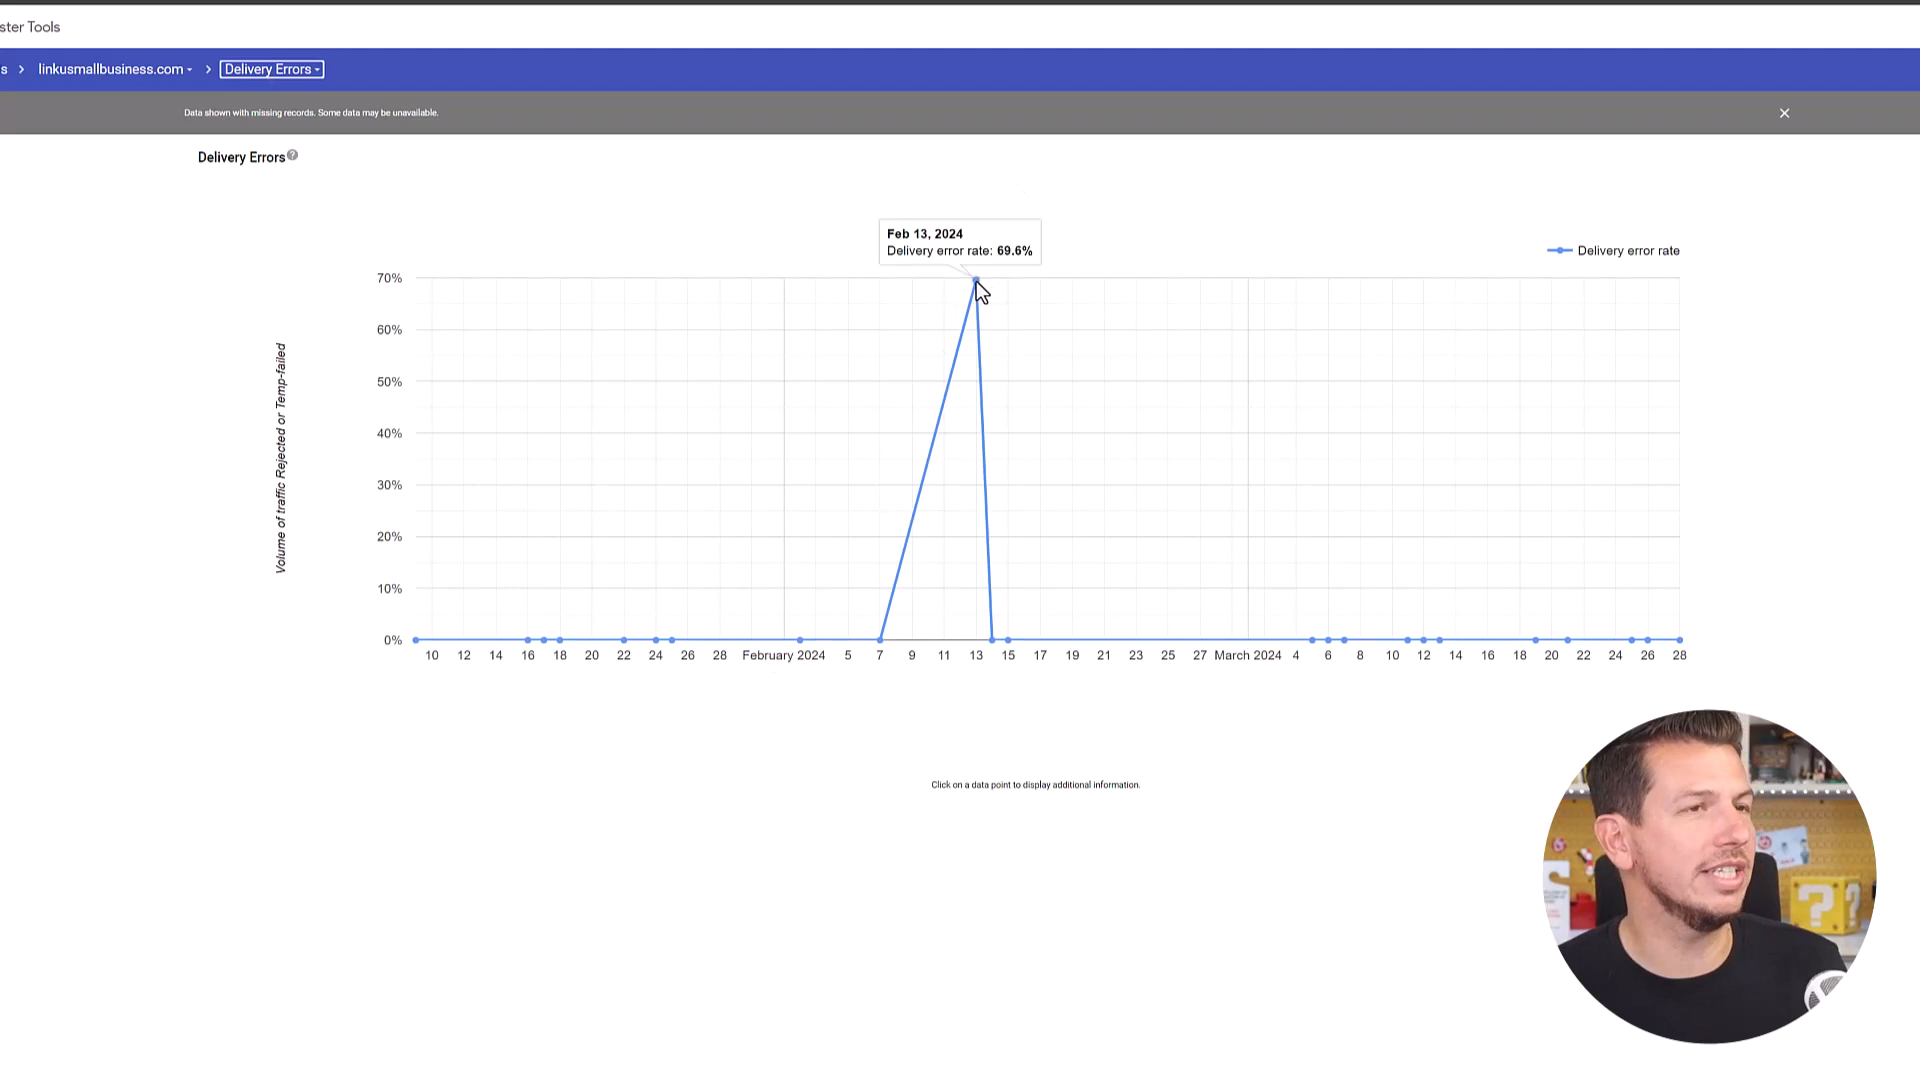 ster Tools
s > linkusmallbusiness.com > Delivery Errors
Data shown with missing records. Some data may be unavailable.
Delivery Errors
Feb 13, 2024
Delivery error rate: 69.6%
Delivery error rate
Volume of traffic Rejected or Temp-failed
70%
60%
50%
40%
30%
20%
10%
0%
10 12 14 16 18 20 22 24 26 28 February 2024 5 7 9 11 13 15 17 19 21 23 25 27 March 2024 4 6 8 10 12 14 16 18 20 22 24 26 28
Click on a data point to display additional information.
? ?